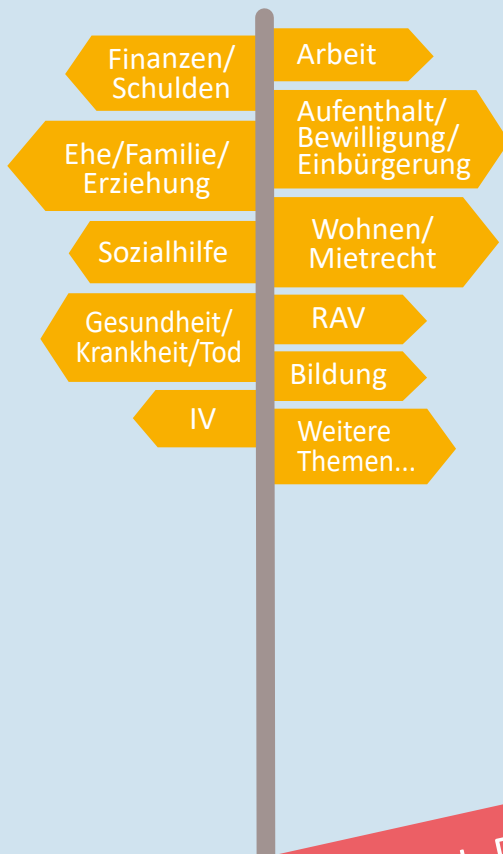 Finanzen/
Schulden
Arbeit
Ehe/Familie/
Erziehung
Aufenthalt/
Bewilligung/
Einbürgerung
Sozialhilfe
Wohnen/
Mietrecht
Gesundheit/
Krankheit/Tod
RAV
Bildung
IV
Weitere
Themen...